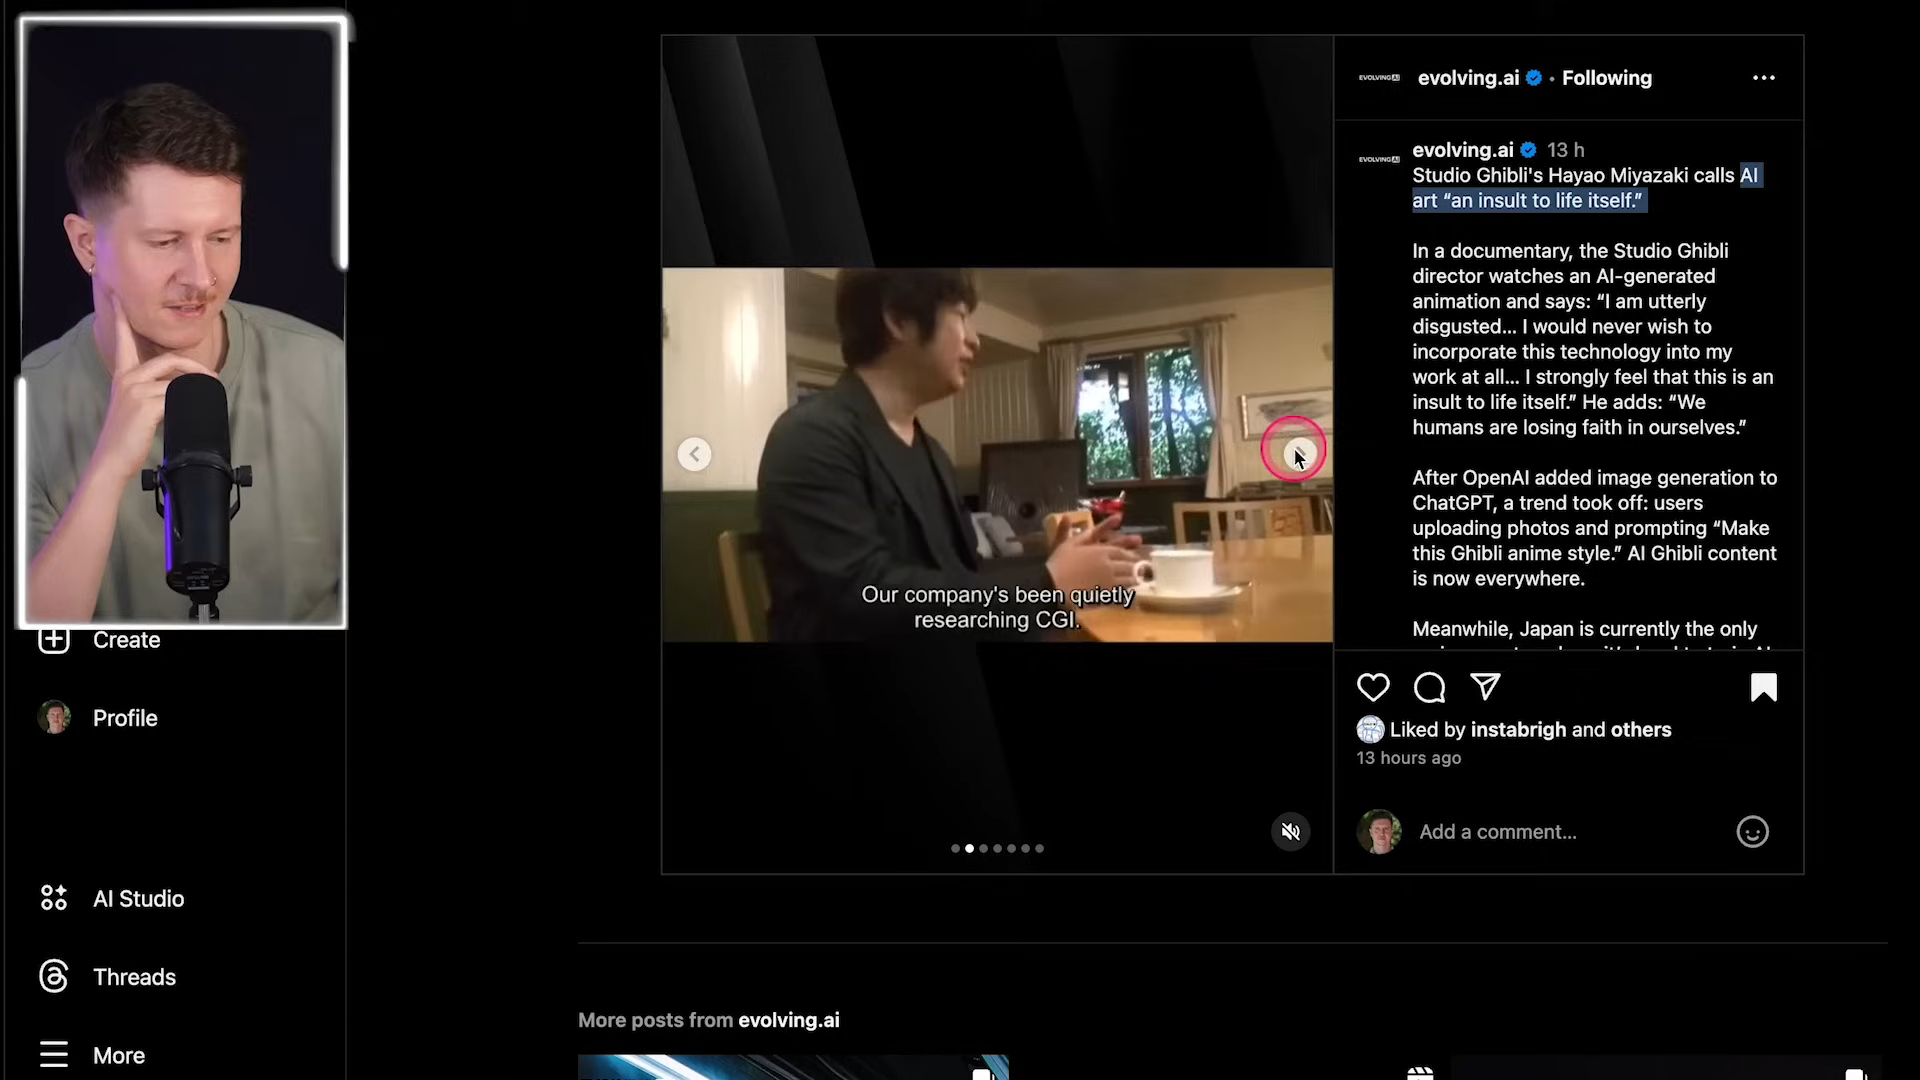 EVOLVING AI
evolving.ai • Following
EVOLVING AI
evolving.ai 13 h
Studio Ghibli's Hayao Miyazaki calls AI
art “an insult to life itself.”
In a documentary, the Studio Ghibli
director watches an AI-generated
animation and says: “I am utterly
disgusted... I would never wish to
incorporate this technology into my
work at all... I strongly feel that this is an
insult to life itself.” He adds: “We
humans are losing faith in ourselves.”
After OpenAI added image generation to
ChatGPT, a trend took off: users
uploading photos and prompting “Make
this Ghibli anime style.” AI Ghibli content
is now everywhere.
Meanwhile, Japan is currently the only
Our company's been quietly
researching CGI.
Liked by instabrigh and others
13 hours ago
Add a comment...
Create
Profile
AI Studio
Threads
More
More posts from evolving.ai